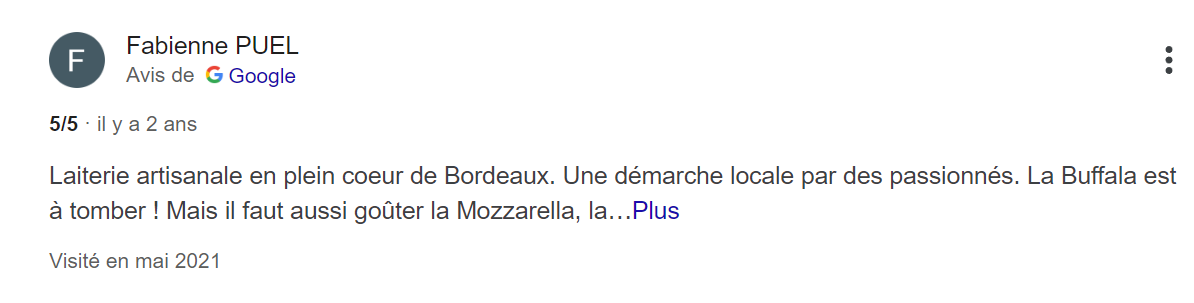 F
Fabienne PUEL
Avis de Google
5/5 · il y a 2 ans
Laiterie artisanale en plein coeur de Bordeaux. Une démarche locale par des passionnés. La Buffala est
à tomber ! Mais il faut aussi goûter la Mozzarella, la…Plus
Visité en mai 2021